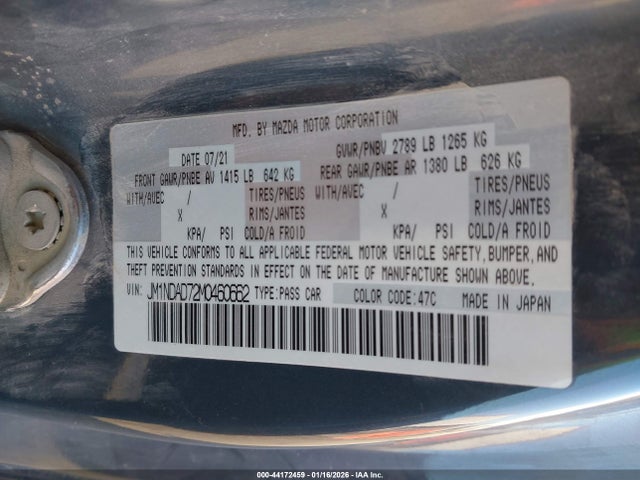 MFD. BY MAZDA MOTOR CORPORATION
DATE 07/21 GVWR/PNBV 2789 LB 1265 KG
FRONT GAWR/PNBE AV 1415 LB 642 KG REAR GAWR/PNBE AR 1380 LB 626 KG
WITH/AVEC / TIRES/PNEUS WITH/AVEC / TIRES/PNEUS
X RIMS/JANTES X RIMS/JANTES
KPA/ PSI COLD/A FROID KPA/ PSI COLD/A FROID
THIS VEHICLE CONFORMS TO ALL APPLICABLE FEDERAL MOTOR VEHICLE SAFETY,BUMPER,AND
THEFT PREVENTION STANDARDS IN EFFECT ON THE DATE OF MANUFACTURE SHOWN ABOVE.
VIN: JM1NDAD72M0460662 TYPE:PASS CAR COLOR CODE:47C MADE IN JAPAN
000-44172459 - 01/16/2026 - IAA Inc.